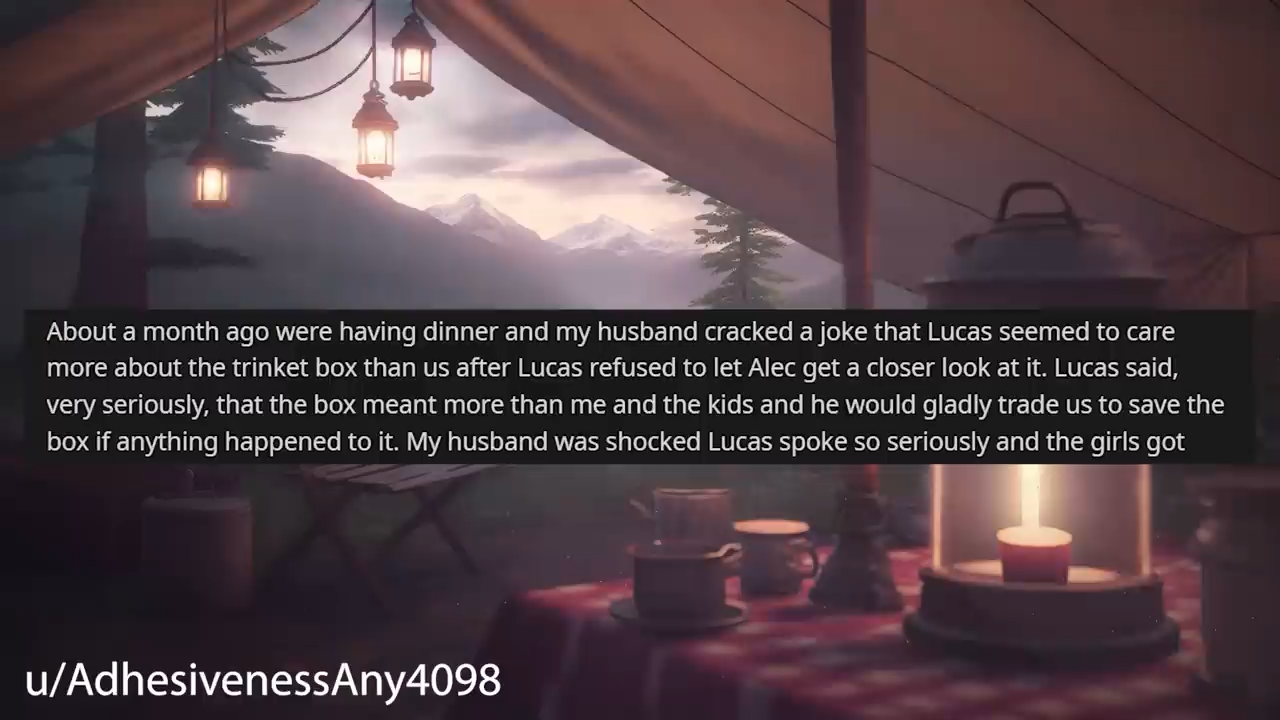 About a month ago were having dinner and my husband cracked a joke that Lucas seemed to care
more about the trinket box than us after Lucas refused to let Alec get a closer look at it. Lucas said,
very seriously, that the box meant more than me and the kids and he would gladly trade us to save the
box if anything happened to it. My husband was shocked Lucas spoke so seriously and the girls got
u/AdhesivenessAny4098